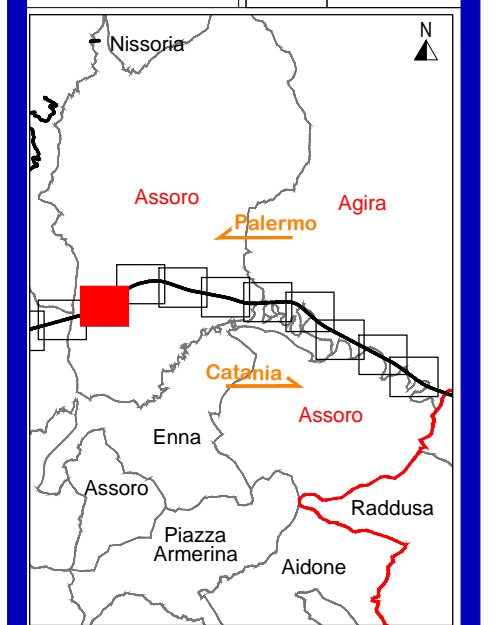 N
Nissoria
Assoro
Agira
Palermo
Catania
Assoro
Enna
Assoro
Raddusa
Piazza
Armerina
Aidone